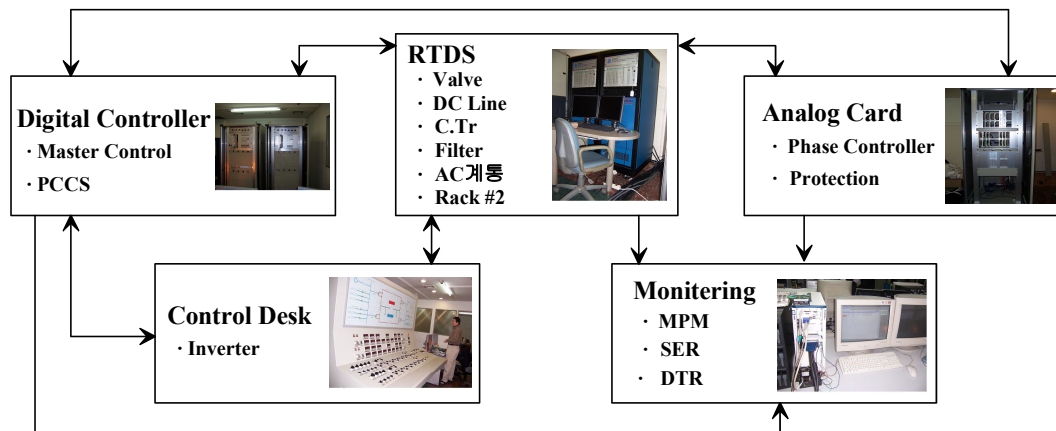 RTDS
· Valve
· DC Line
· C.Tr
· Filter
· AC계통
· Rack #2
Digital Controller
· Master Control
· PCCS
Analog Card
· Phase Controller
· Protection
Control Desk
· Inverter
Monitering
· MPM
· SER
· DTR